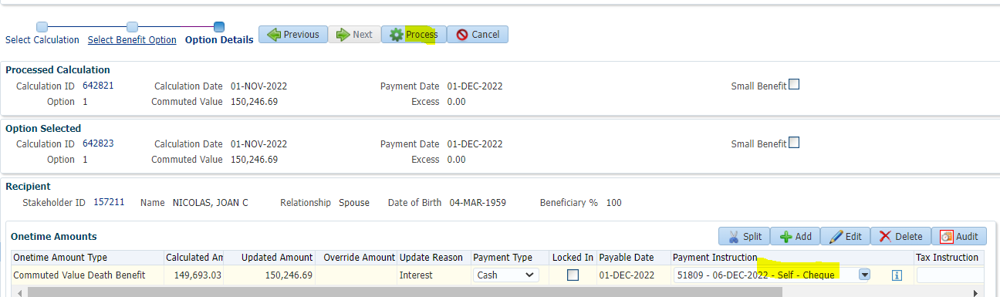 Select Calculation Select Benefit Option Option Details Previous Next Process Cancel
Processed Calculation
Calculation ID 642821 Calculation Date 01-NOV-2022 Payment Date 01-DEC-2022 Small Benefit
Option 1 Commuted Value 150,246.69 Excess 0.00
Option Selected
Calculation ID 642823 Calculation Date 01-NOV-2022 Payment Date 01-DEC-2022 Small Benefit
Option 1 Commuted Value 150,246.69 Excess 0.00
Recipient
Stakeholder ID 157211 Name NICOLAS, JOAN C Relationship Spouse Date of Birth 04-MAR-1959 Beneficiary % 100
Onetime Amounts Split Add Edit Delete Audit
Onetime Amount Type Calculated Am Updated Amount Override Amount Update Reason Payment Type Locked In Payable Date Payment Instruction Tax Instruction
Commuted Value Death Benefit 149,693.03 150,246.69 Interest Cash 01-DEC-2022 51809 - 06-DEC-2022 - Self - Cheque